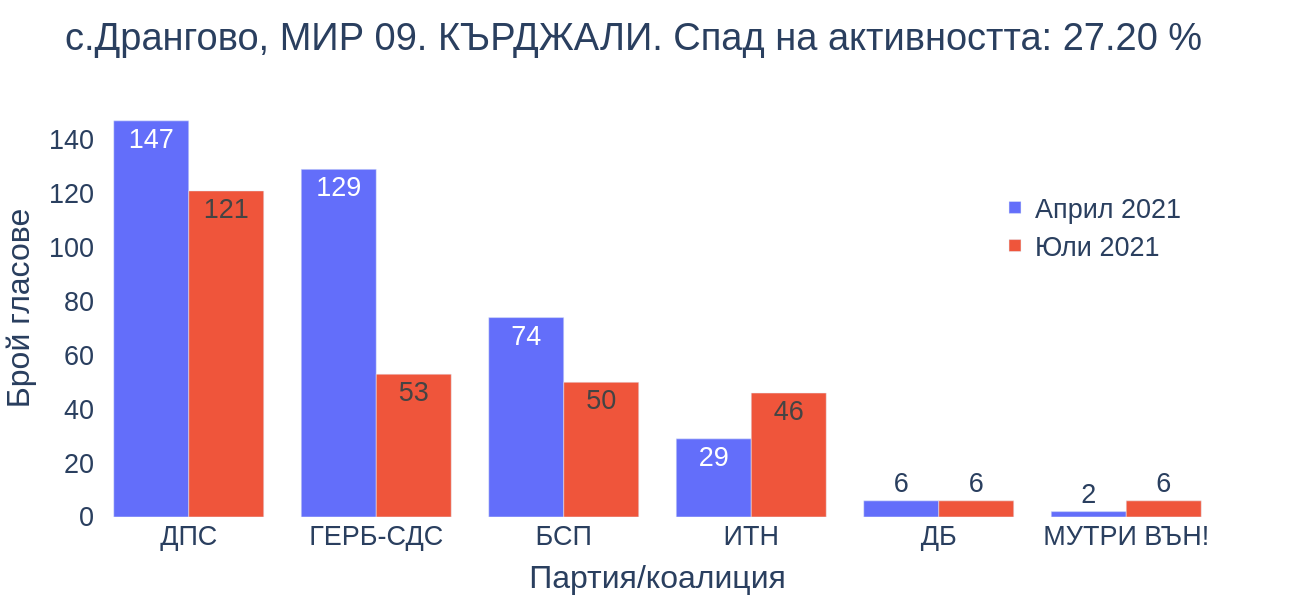 с.Дрангово, МИР 09. КЪРДЖАЛИ. Спад на активността: 27.20 %
Брой гласове
140
120
100
80
60
40
20
0
147
121
129
53
74
50
29
46
6
6
2
6
Април 2021
Юли 2021
ДПС
ГЕРБ-СДС
БСП
ИТН
ДБ
МУТРИ ВЪН!
Партия/коалиция